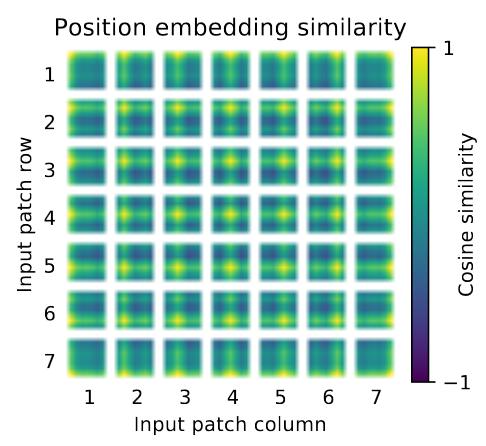 Position embedding similarity
1
2
3
4
5
6
7
Input patch row
1 2 3 4 5 6 7
Input patch column
1
−1
Cosine similarity